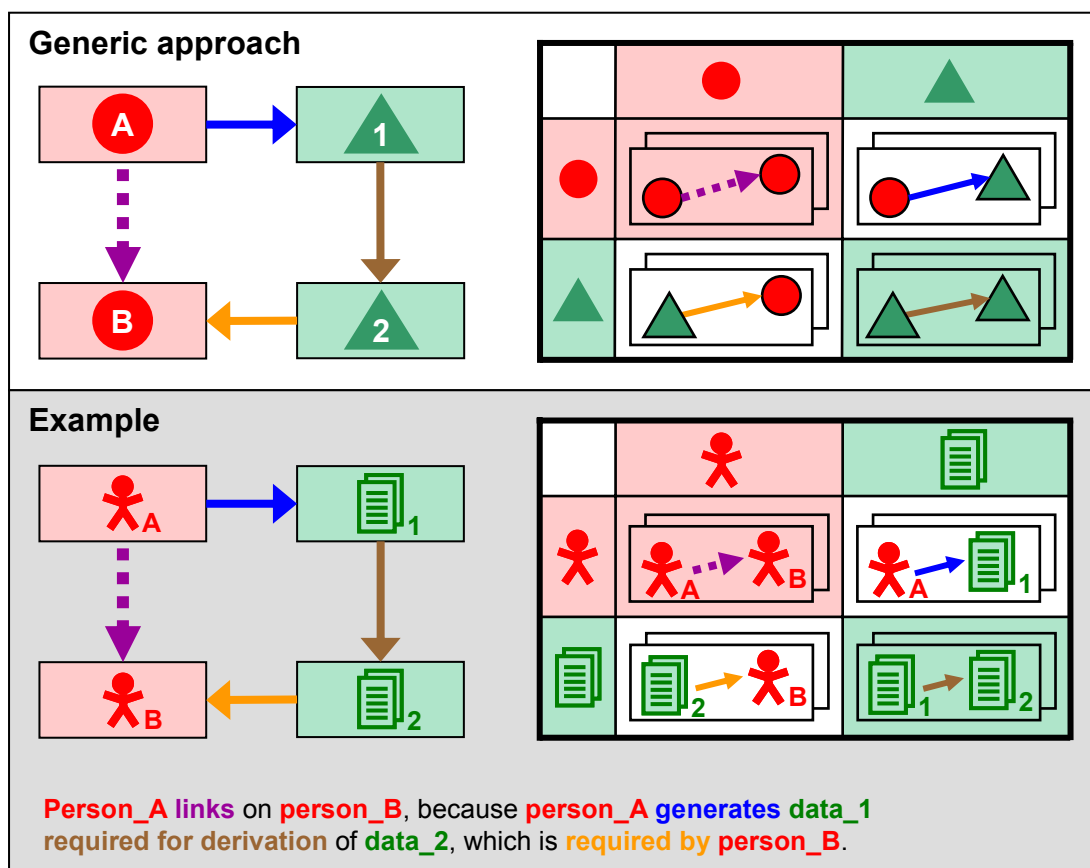 Generic approach
A
1
B
2
Example
A
1
B
2
A
B
A
1
2
B
1
2
Person_A links on person_B, because person_A generates data_1
required for derivation of data_2, which is required by person_B.